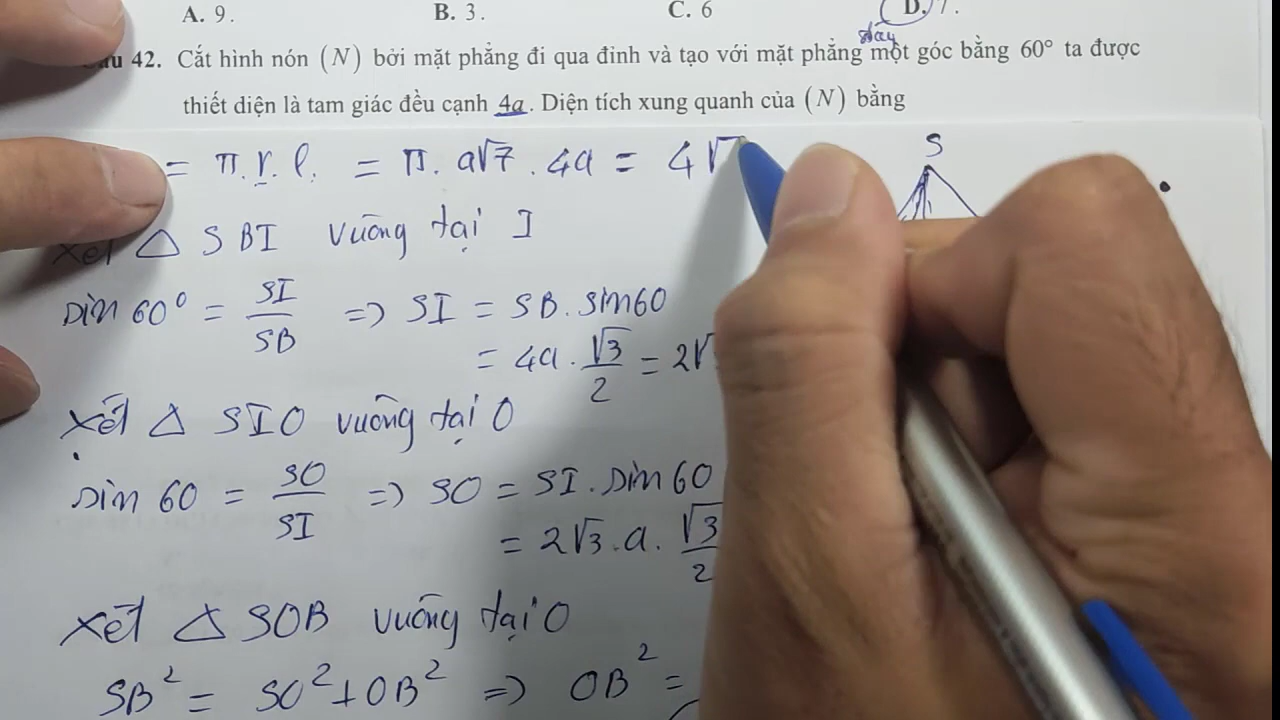 A. 9. B. 3. C. 6 D. 7.
đáy
42. Cắt hình nón (N) bởi mặt phẳng đi qua đỉnh và tạo với mặt phẳng một góc bằng 60° ta được
thiết diện là tam giác đều cạnh 4a. Diện tích xung quanh của (N) bằng
= π.r.l. = π. a√7 . 4a = 4√
S
Xét △ SBI vuông tại I
sin 60° = SI/SB => SI = SB. sin60
= 4a . √3/2 = 2√
Xét △ SIO vuông tại O
sin 60 = SO/SI => SO = SI. sin 60
= 2√3.a. √3/2
Xét △ SOB vuông tại O
SB² = SO² + OB² => OB² =